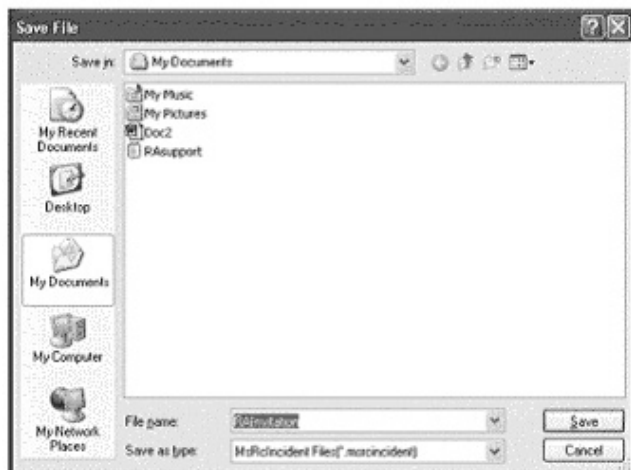 Save File
Save in:
My Documents
My Music
My Pictures
Doc2
RAsupport
My Recent
Documents
Desktop
My Documents
My Computer
My Network
Places
File name:
RAInvitation
Save
Save as type:
MsRcIncident Files(*.msrcincident)
Cancel